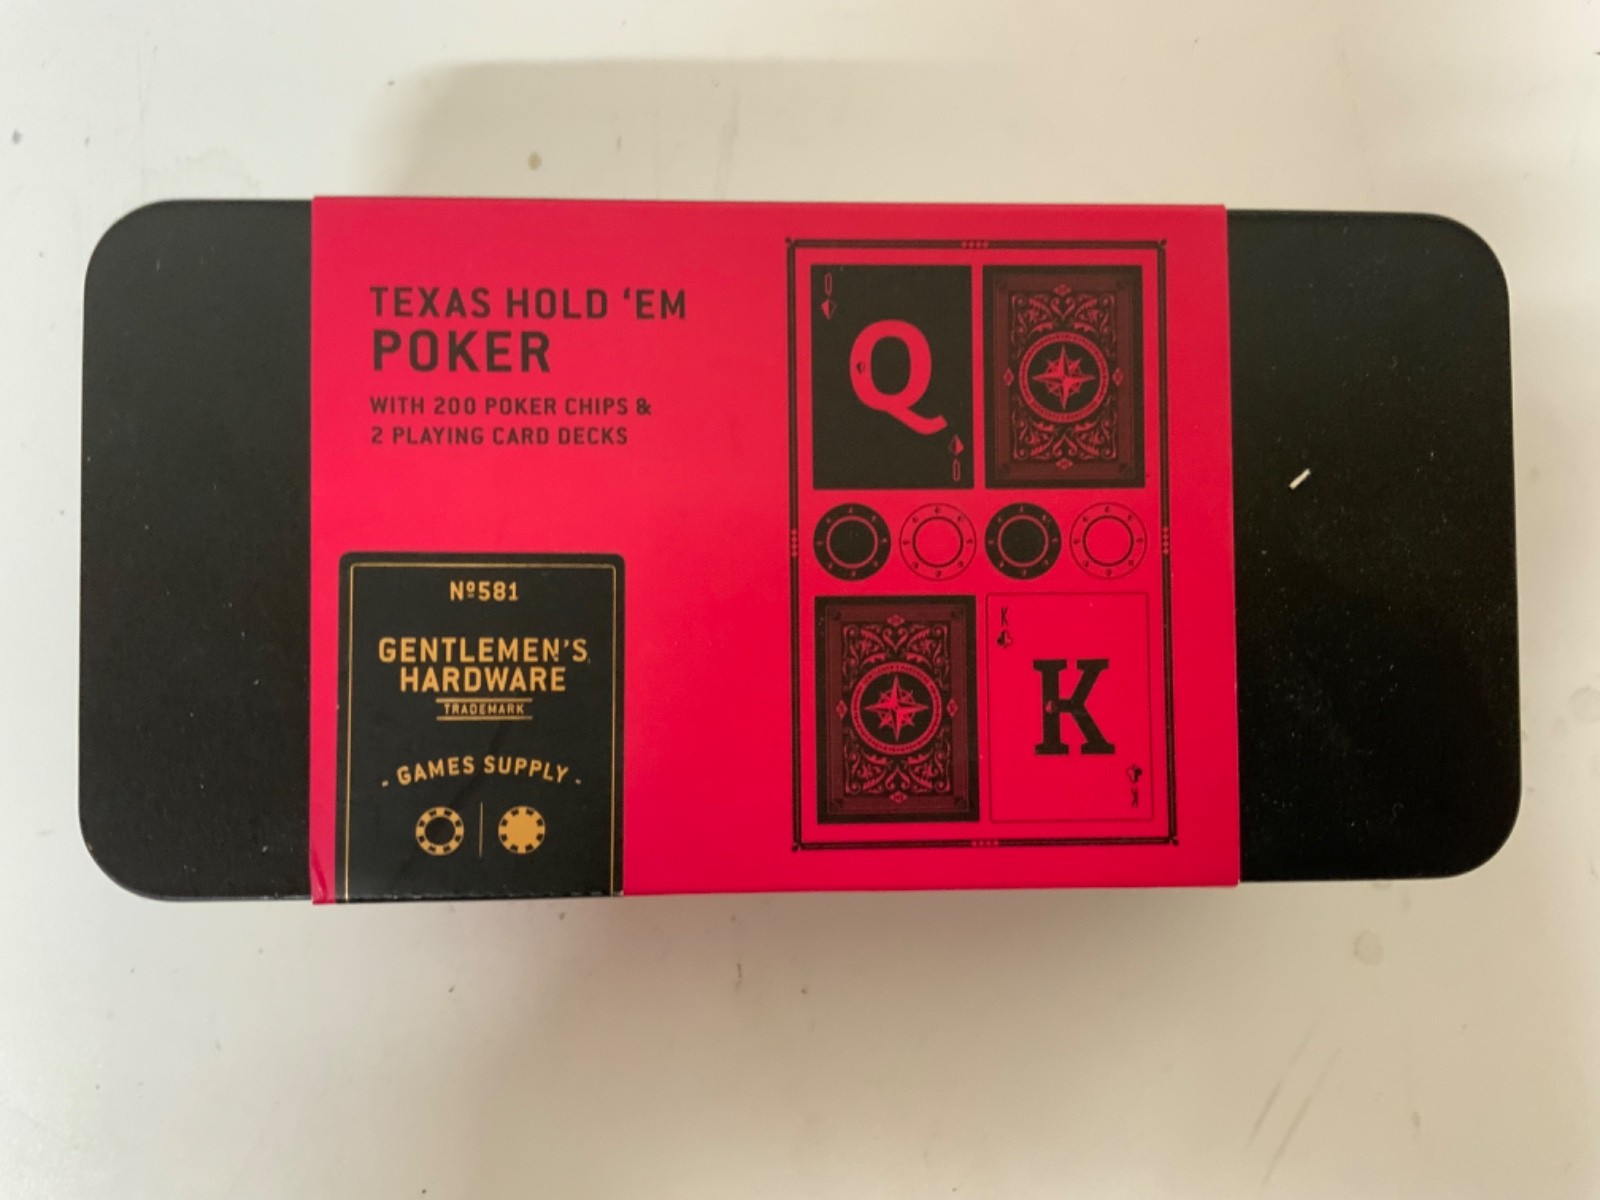 TEXAS HOLD ‘EM
POKER
WITH 200 POKER CHIPS &
2 PLAYING CARD DECKS
Nº581
GENTLEMEN’S
HARDWARE
TRADEMARK
- GAMES SUPPLY -
Q
Q
Q
K
K
K